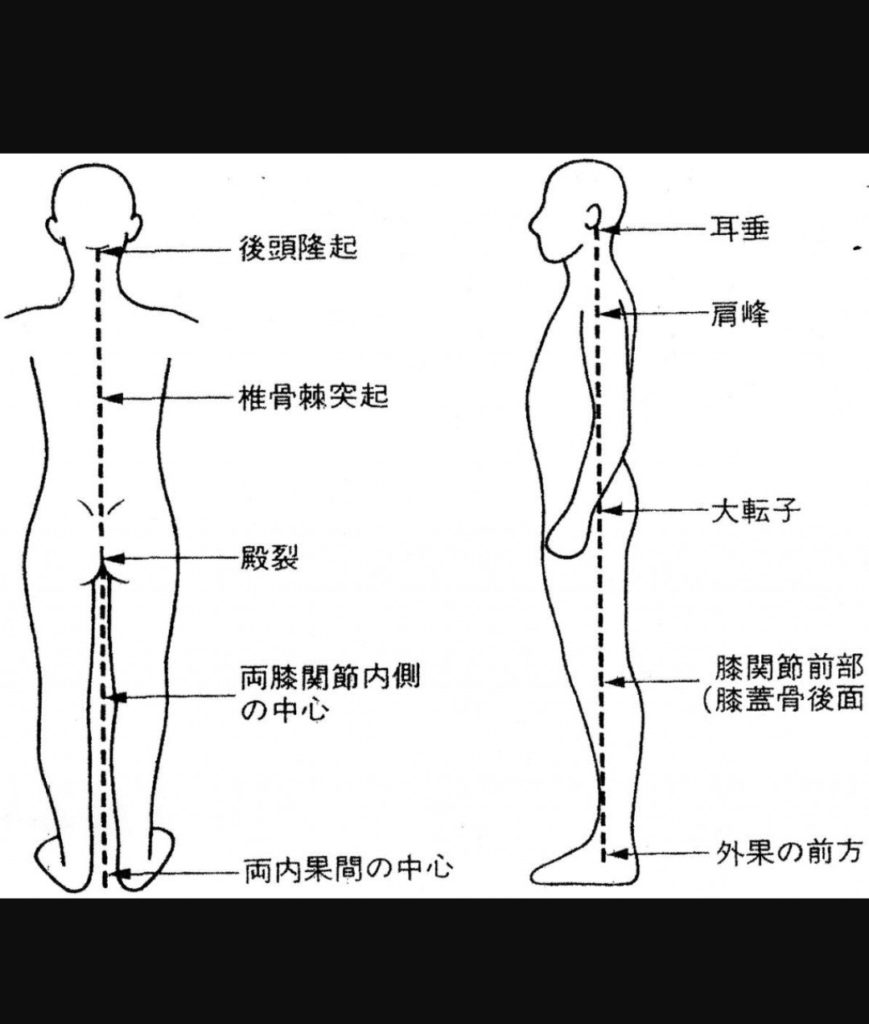 後頭隆起
椎骨棘突起
殿裂
両膝関節内側
の中心
両内果間の中心
耳垂
肩峰
大転子
膝関節前部
(膝蓋骨後面
外果の前方